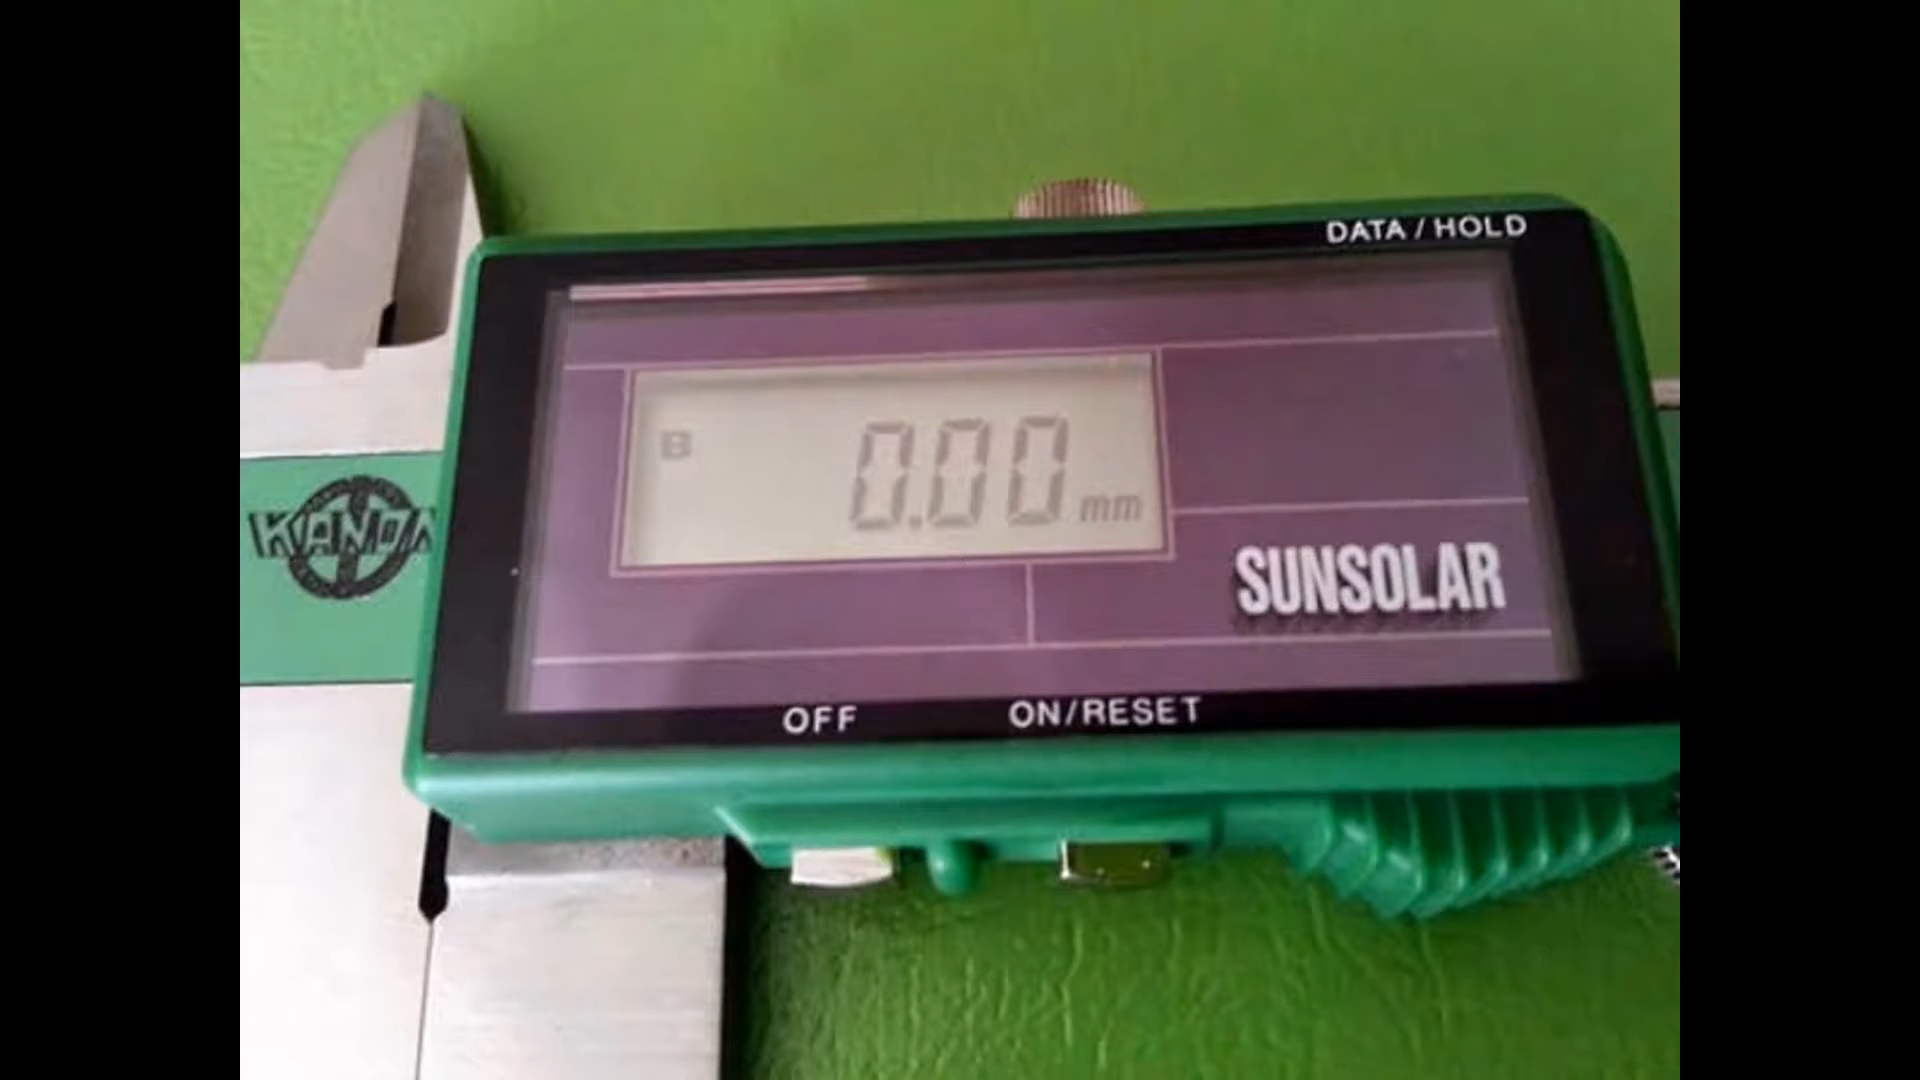 DATA / HOLD
B 0.00 mm
KANON
SUNSOLAR
OFF ON/RESET